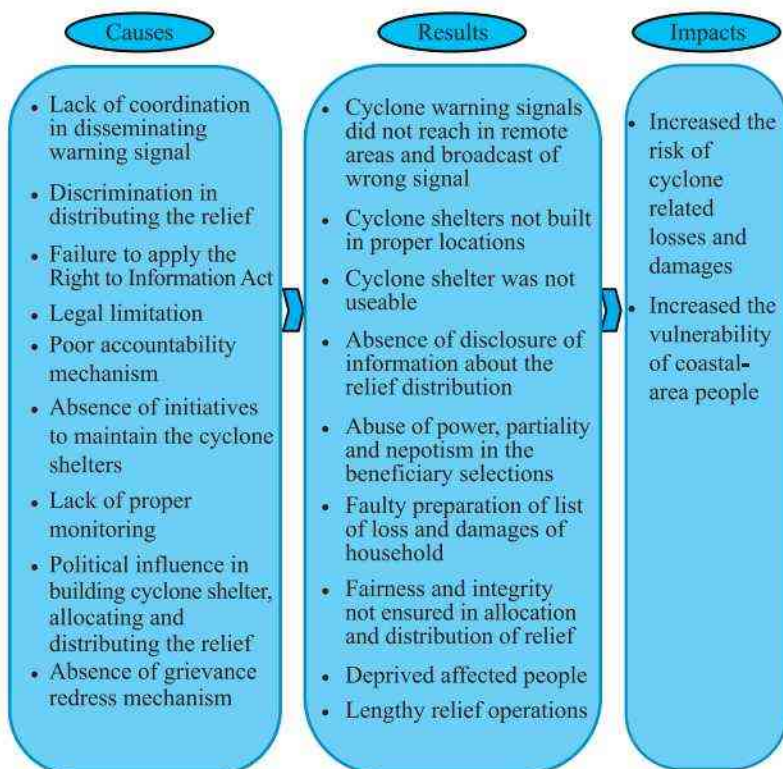 Causes
Results
Impacts
• Lack of coordination
in disseminating
warning signal
• Discrimination in
distributing the relief
• Failure to apply the
Right to Information Act
• Legal limitation
• Poor accountability
mechanism
• Absence of initiatives
to maintain the cyclone
shelters
• Lack of proper
monitoring
• Political influence in
building cyclone shelter,
allocating and
distributing the relief
• Absence of grievance
redress mechanism
• Cyclone warning signals
did not reach in remote
areas and broadcast of
wrong signal
• Cyclone shelters not built
in proper locations
• Cyclone shelter was not
useable
• Absence of disclosure of
information about the
relief distribution
• Abuse of power, partiality
and nepotism in the
beneficiary selections
• Faulty preparation of list
of loss and damages of
household
• Fairness and integrity
not ensured in allocation
and distribution of relief
• Deprived affected people
• Lengthy relief operations
• Increased the
risk of
cyclone
related
losses and
damages
• Increased the
vulnerability
of coastal-
area people